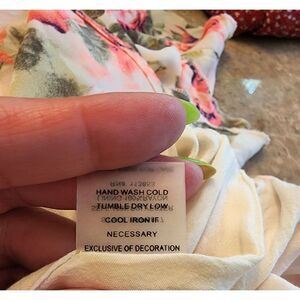 HAND WASH COLD
TUMBLE DRY LOW
COOL IRON IF
NECESSARY
EXCLUSIVE OF DECORATION